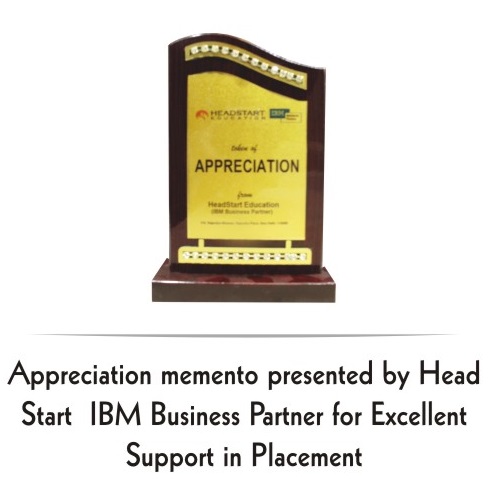 HEADSTART IBM
EDUCATION
token of
APPRECIATION
from
HeadStart Education
(IBM Business Partner)
Appreciation memento presented by Head
Start IBM Business Partner for Excellent
Support in Placement